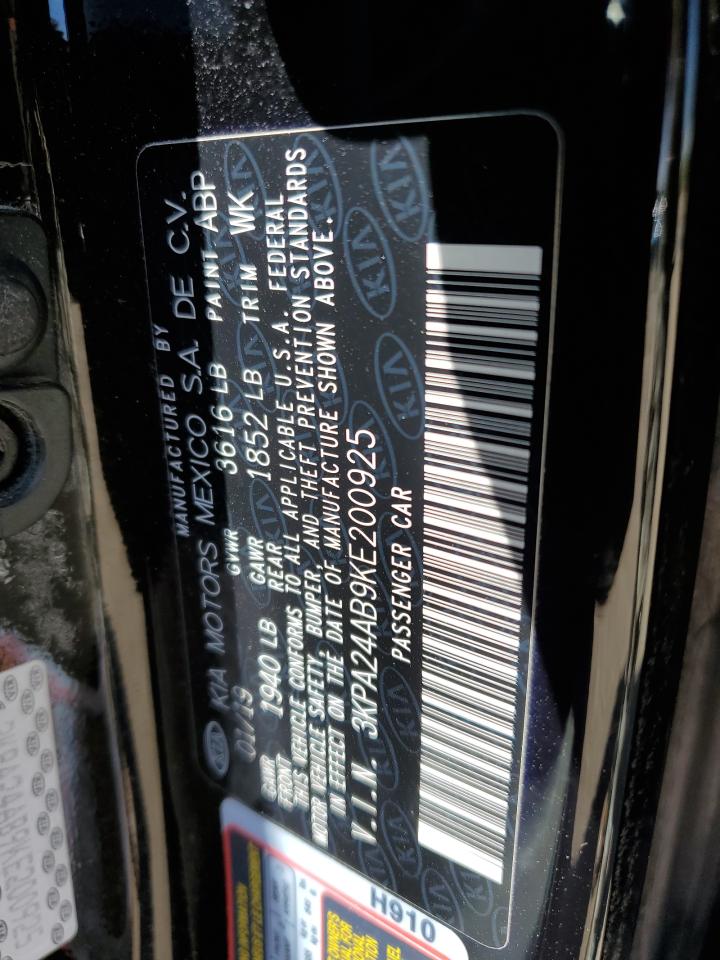 MANUFACTURED BY
KIA KIA MOTORS MEXICO S.A. DE C.V.
01/19 GVWR 3616 LB PAINT ABP
GAWR FRONT 1940 LB GAWR REAR 1852 LB TRIM WK
THIS VEHICLE CONFORMS TO ALL APPLICABLE U.S.A. FEDERAL
MOTOR VEHICLE SAFETY, BUMPER, AND THEFT PREVENTION STANDARDS
IN EFFECT ON THE DATE OF MANUFACTURE SHOWN ABOVE.
V.I.N. 3KPA24AB9KE200925
PASSENGER CAR
H910